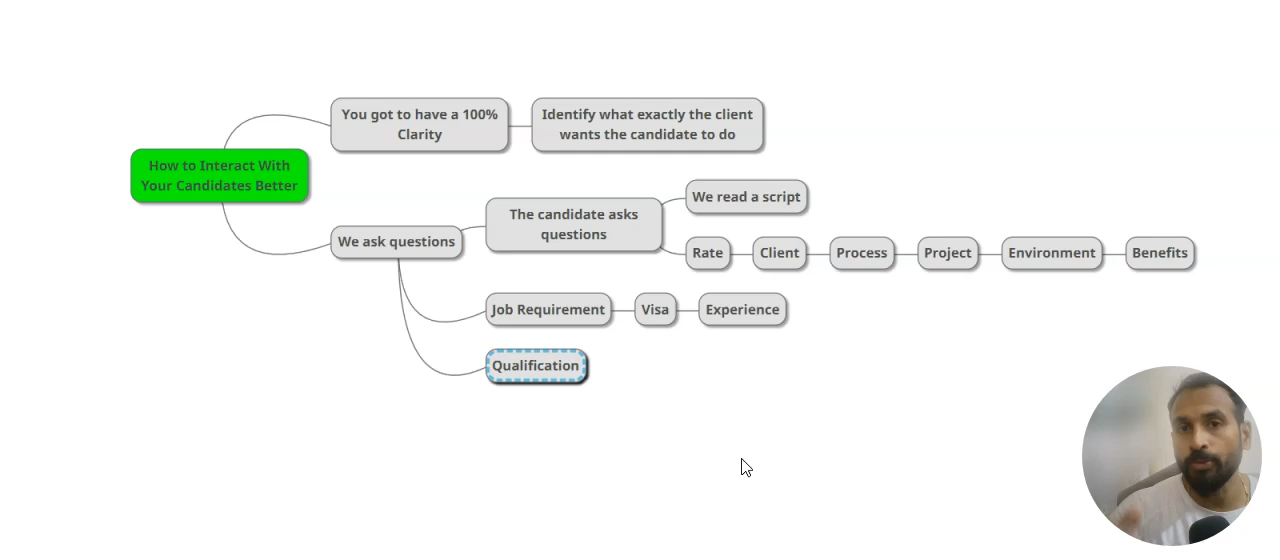 You got to have a 100%
Clarity
Identify what exactly the client
wants the candidate to do
How to Interact With
Your Candidates Better
The candidate asks
questions
We read a script
We ask questions
Rate
Client
Process
Project
Environment
Benefits
Job Requirement
Visa
Experience
Qualification